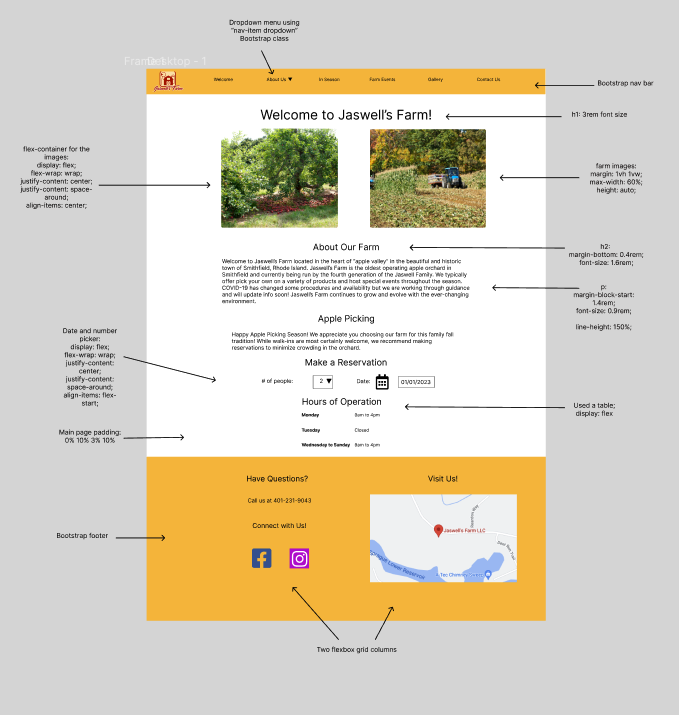 Dropdown menu using
"nav-item dropdown"
Bootstrap class
Jaswell's Farm
Welcome
About Us ▼
In Season
Farm Events
Gallery
Contact Us
Bootstrap nav bar
Welcome to Jaswell's Farm!
h1: 3rem font size
flex-container for the
images:
display: flex;
flex-wrap: wrap;
justify-content: center;
justify-content: space-
around;
align-items: center;
farm images:
margin: 1vh 1vw;
max-width: 60%;
height: auto;
About Our Farm
h2:
margin-bottom: 0.4rem;
font-size: 1.6rem;
Welcome to Jaswell's Farm located in the heart of "apple valley" in the beautiful and historic
town of Smithfield, Rhode Island. Jaswell's Farm is the oldest operating apple orchard in
Smithfield and currently being run by the fourth generation of the Jaswell Familly. We typically
offer pick your own on a variety of products and host special events throughout the season.
COVID-19 has changed some procedures and availability but we are working through guidance
and will update info soon! Jaswell's Farm continues to grow and evolve with the ever-changing
environment.
p:
margin-block-start:
1.4rem;
font-size: 0.9rem;
line-height: 150%;
Apple Picking
Happy Apple Picking Season! We appreciate you choosing our farm for this family fall
tradition! While walk-ins are most certainly welcome, we recommend making
reservations to minimize crowding in the orchard.
Date and number
picker:
display: flex;
flex-wrap: wrap;
justify-content:
center;
justify-content:
space-around;
align-items: flex-
start;
Make a Reservation
# of people:
2 ▼
Date:
01/01/2023
Hours of Operation
Monday 9am to 4pm
Tuesday Closed
Wednesday to Sunday 9am to 4pm
Used a table;
display: flex
Main page padding:
0% 10% 3% 10%
Have Questions?
Call us at 401-231-9043
Connect with Us!
Visit Us!
Jaswell's Farm LLC
Tec Chimney
Bootstrap footer
Two flexbox grid columns